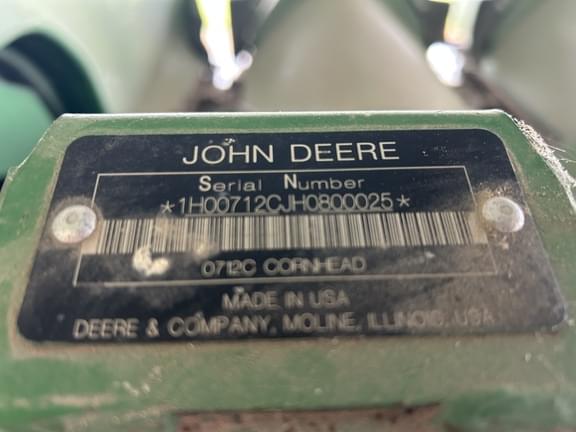 JOHN DEERE
Serial Number
*1H00712CJH0800025*
0712C CORNHEAD
MADE IN USA
DEERE & COMPANY, MOLINE, ILLINOIS, USA